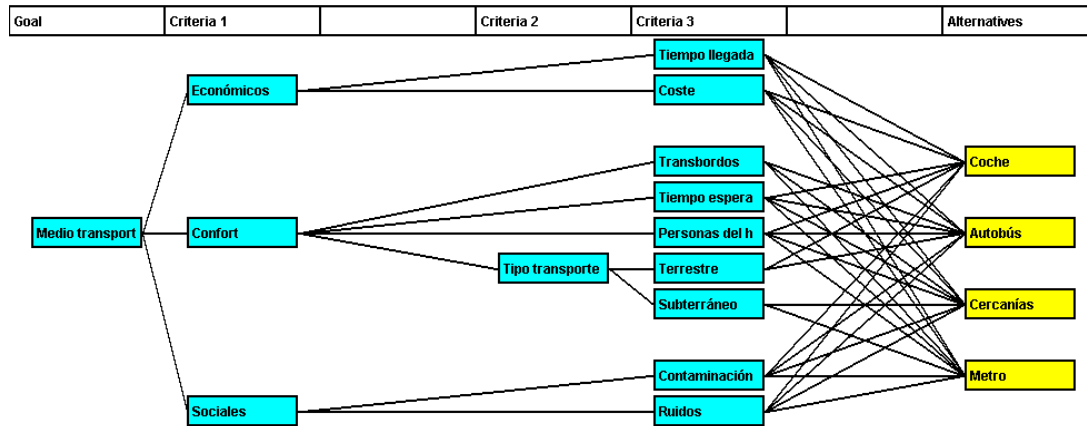 Goal
Criteria 1
Criteria 2
Criteria 3
Alternatives
Tiempo llegada
Económicos
Coste
Transbordos
Coche
Tiempo espera
Medio transport
Confort
Personas del h
Autobús
Tipo transporte
Terrestre
Subterráneo
Cercanías
Contaminación
Metro
Sociales
Ruidos